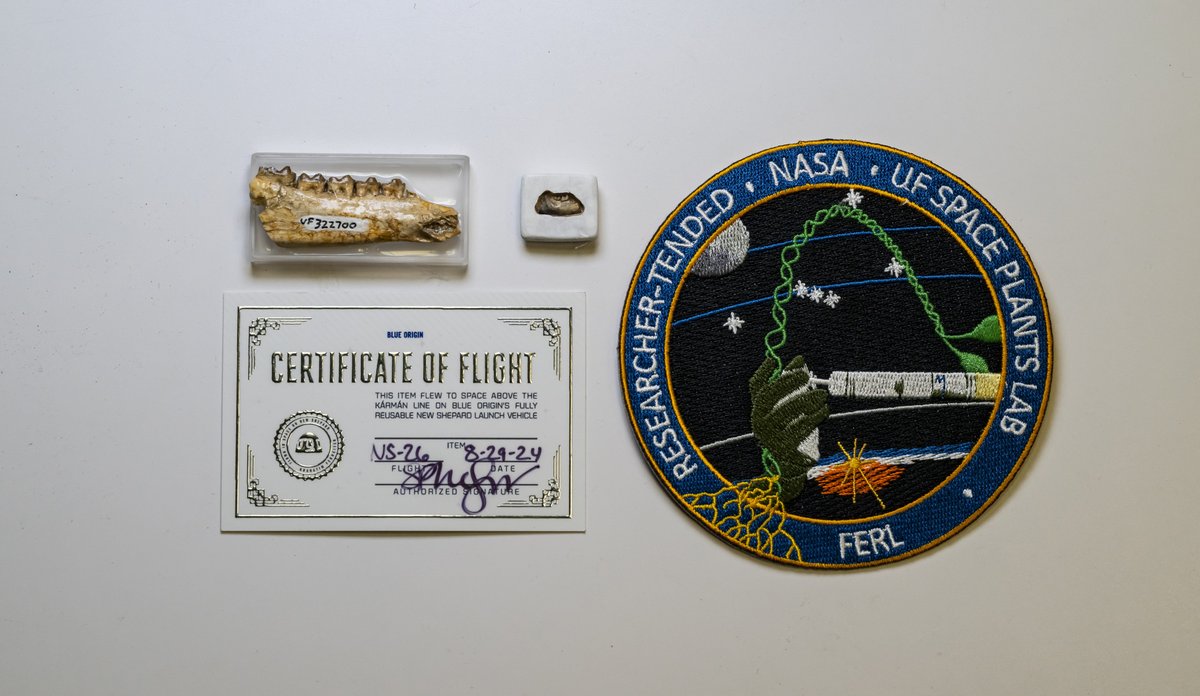 UF322700
BLUE ORIGIN
CERTIFICATE OF FLIGHT
THIS ITEM FLEW TO SPACE ABOVE THE
KÁRMÁN LINE ON BLUE ORIGIN'S FULLY
REUSABLE NEW SHEPARD LAUNCH VEHICLE
ITEM
NS-26 8-29-24
FLIGHT DATE
AUTHORIZED SIGNATURE
RESEARCHER-TENDED • NASA • UF SPACE PLANTS LAB •
FERL